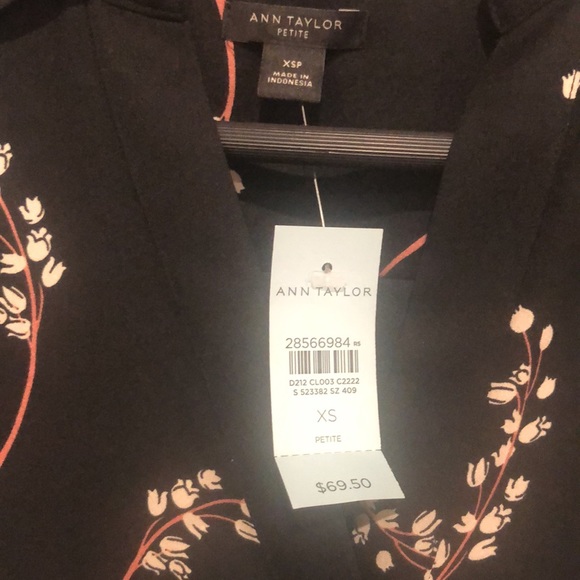 ANN TAYLOR
PETITE
XSP
MADE IN
INDONESIA
ANN TAYLOR
28566984 R5
D212 CL003 C2222
S 523382 SZ 409
XS
PETITE
$69.50